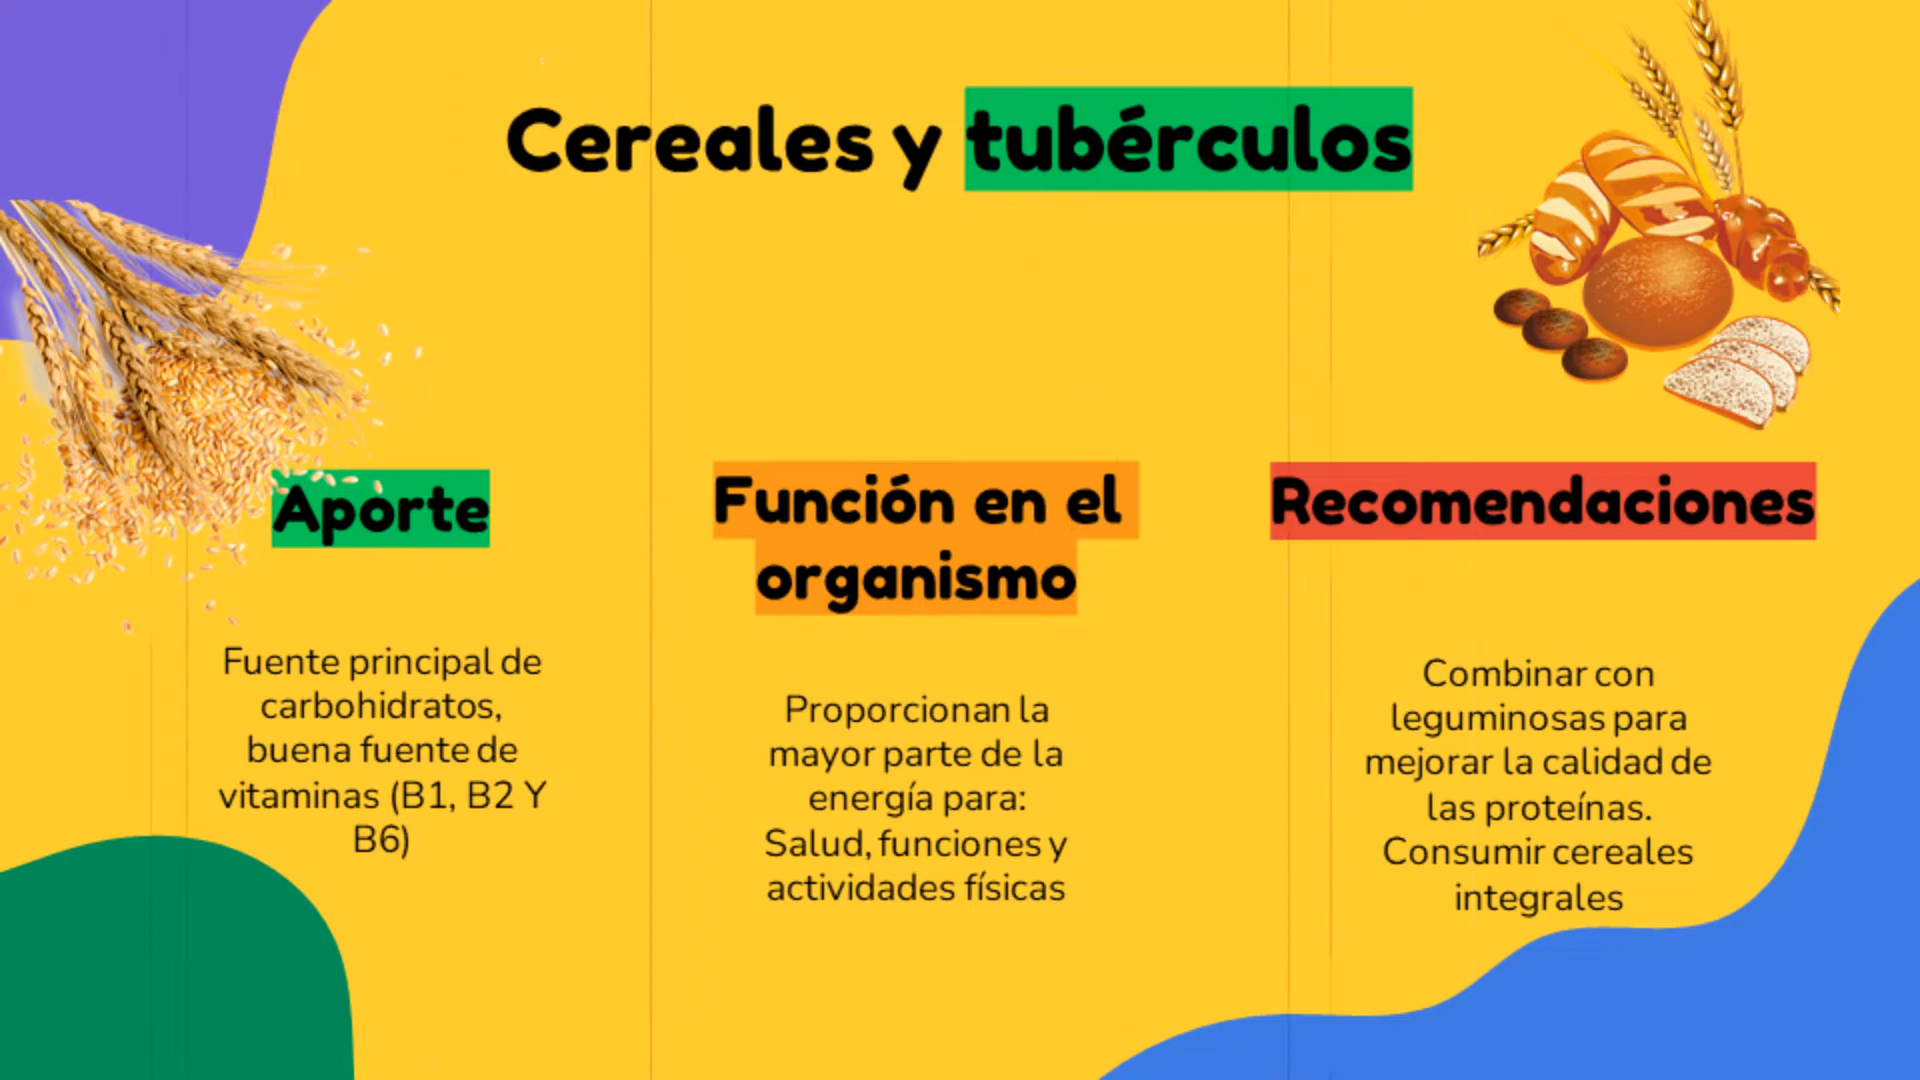 Cereales y tubérculos
Aporte
Fuente principal de
carbohidratos,
buena fuente de
vitaminas (B1, B2 Y
B6)
Función en el
organismo
Proporcionan la
mayor parte de la
energía para:
Salud, funciones y
actividades físicas
Recomendaciones
Combinar con
leguminosas para
mejorar la calidad de
las proteínas.
Consumir cereales
integrales